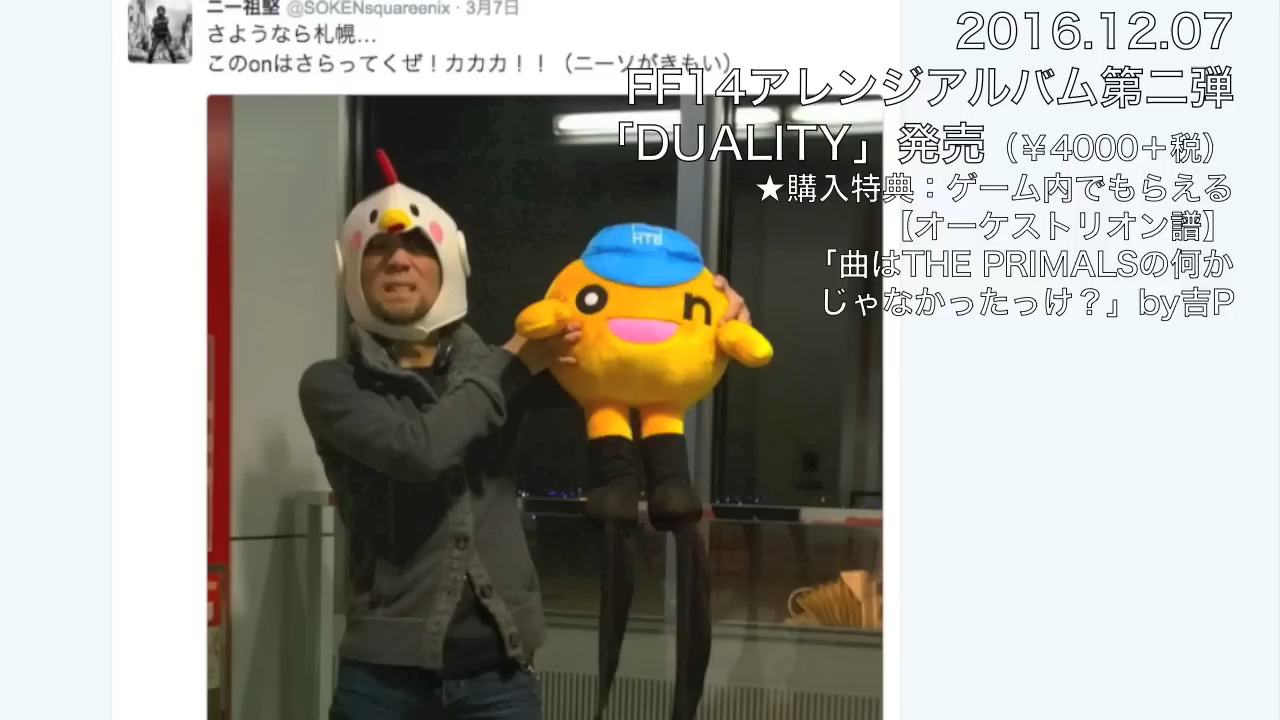 ニー祖堅 @SOKENsquareenix · 3月7日
さようなら札幌…
このonはさらってくぜ！カカカ！！（ニーソがきもい）
2016.12.07
FF14アレンジアルバム第二弾
「DUALITY」発売（￥4000＋税）
★購入特典：ゲーム内でもらえる
【オーケストリオン譜】
「曲はTHE PRIMALSの何か
じゃなかったっけ？」by吉P
HTB
n